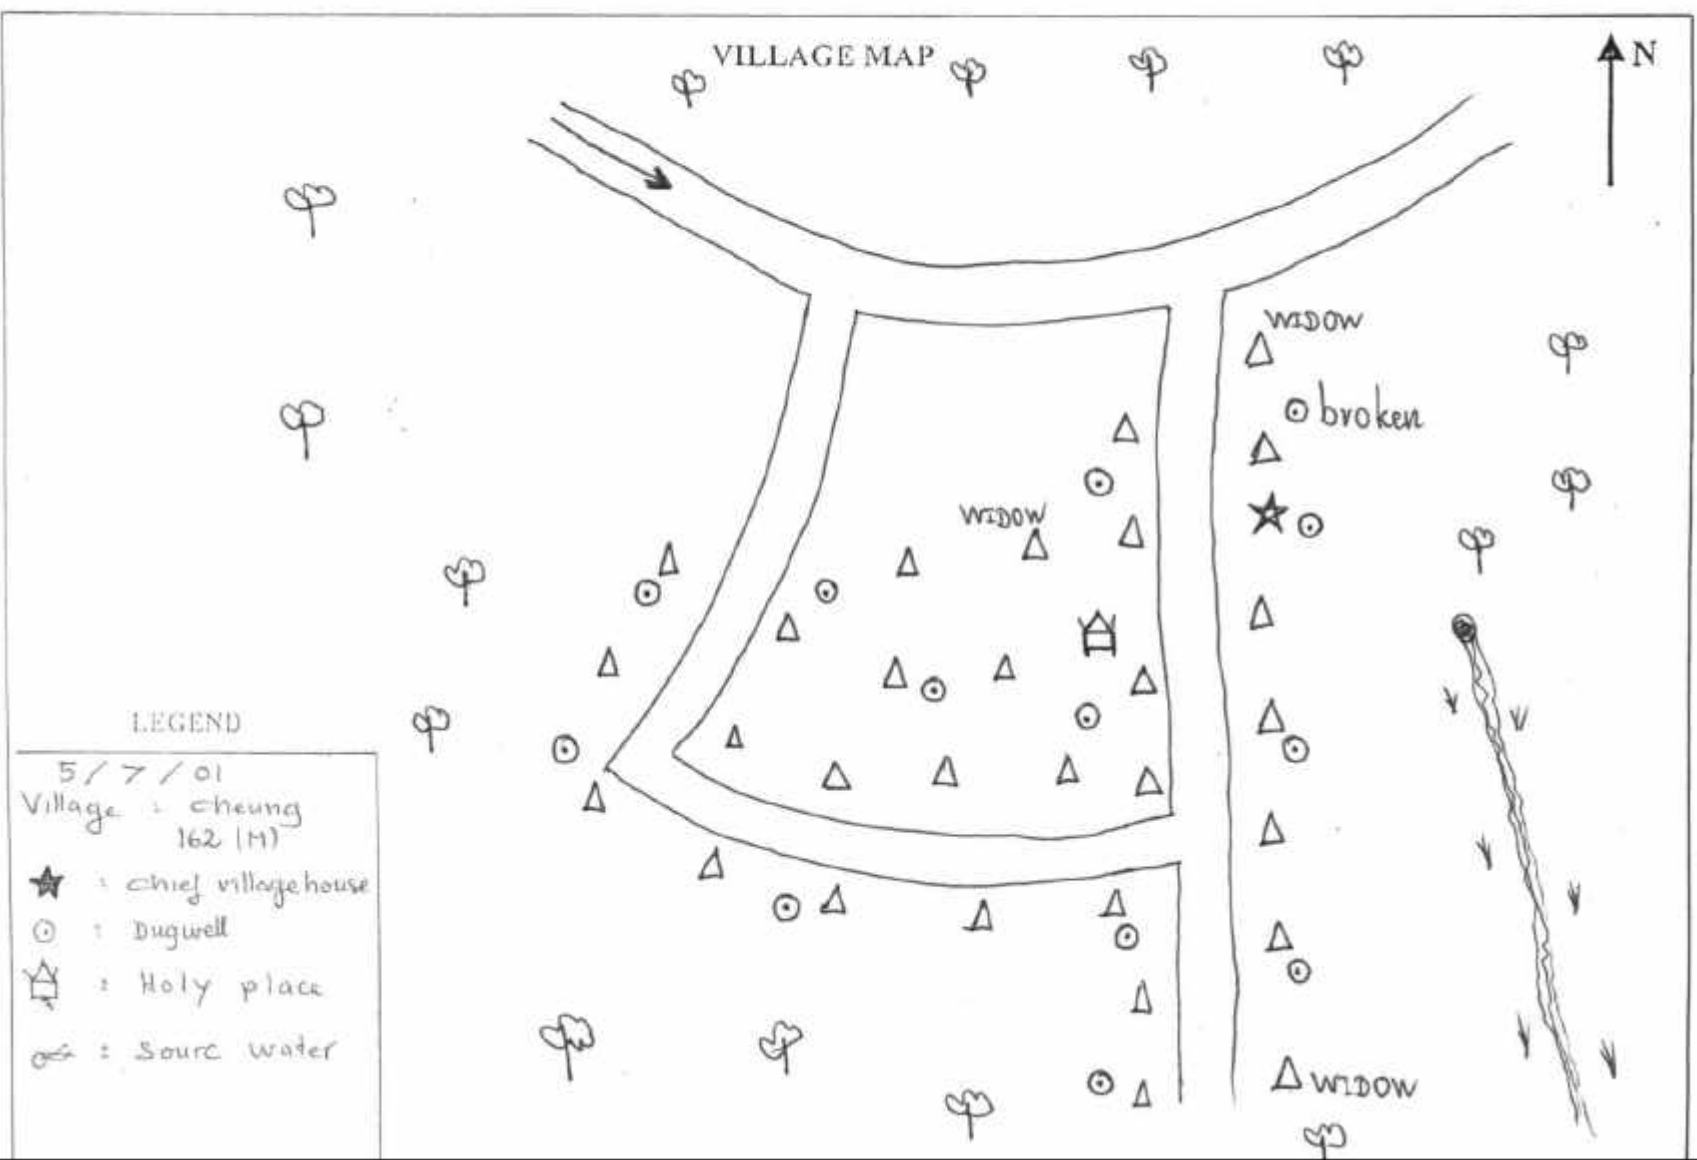 VILLAGE MAP
N
WIDOW
broken
WIDOW
WIDOW
LEGEND
5/7/01
Village : cheung
162 (M)
: chief village house
: Dugwell
: Holy place
: Sourc water